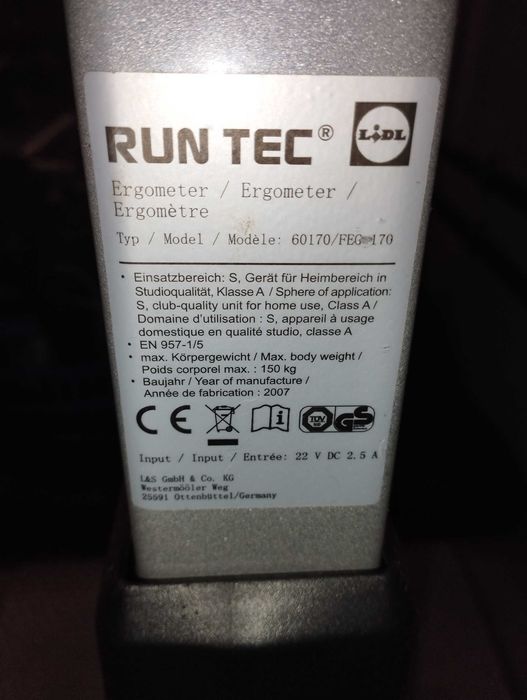 RUN TEC®
LIDL
Ergometer / Ergometer /
Ergomètre
Typ / Model / Modèle: 60170/FEG-170
• Einsatzbereich: S, Gerät für Heimbereich in
Studioqualität, Klasse A / Sphere of application:
S, club-quality unit for home use, Class A /
Domaine d'utilisation : S, appareil à usage
domestique en qualité studio, classe A
• EN 957-1/5
• max. Körpergewicht / Max. body weight /
Poids corporel max. : 150 kg
• Baujahr / Year of manufacture /
Année de fabrication : 2007
CE
TÜV
GS
Input / Input / Entrée: 22 V DC 2.5 A
L&S GmbH & Co. KG
Westermööler Weg
25591 Ottenbüttel/Germany